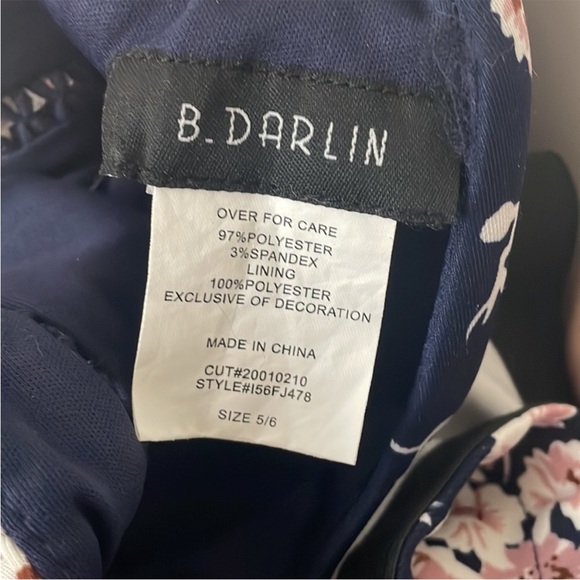 B. DARLIN
OVER FOR CARE
97%POLYESTER
3%SPANDEX
LINING
100%POLYESTER
EXCLUSIVE OF DECORATION
MADE IN CHINA
CUT#20010210
STYLE#I56FJ478
SIZE 5/6